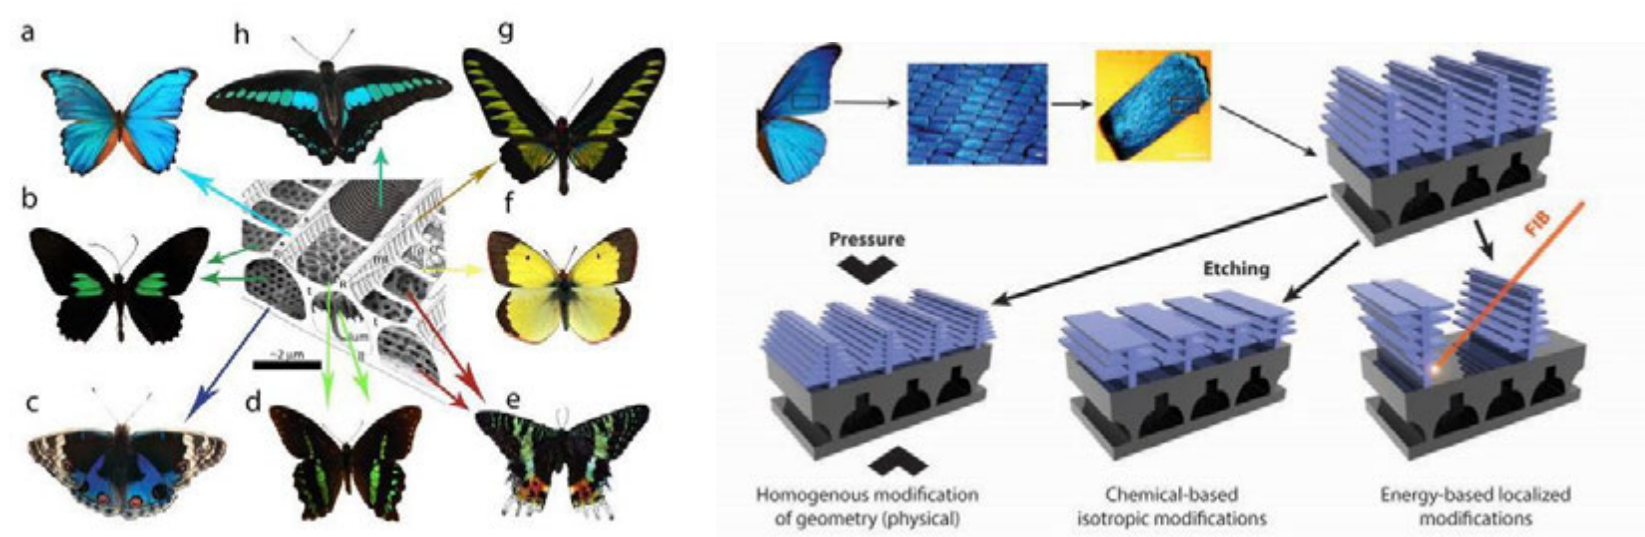 a
h
g
b
f
c
d
e
~2 µm
Pressure
Etching
FIB
Homogenous modification
of geometry (physical)
Chemical-based
isotropic modifications
Energy-based localized
modifications